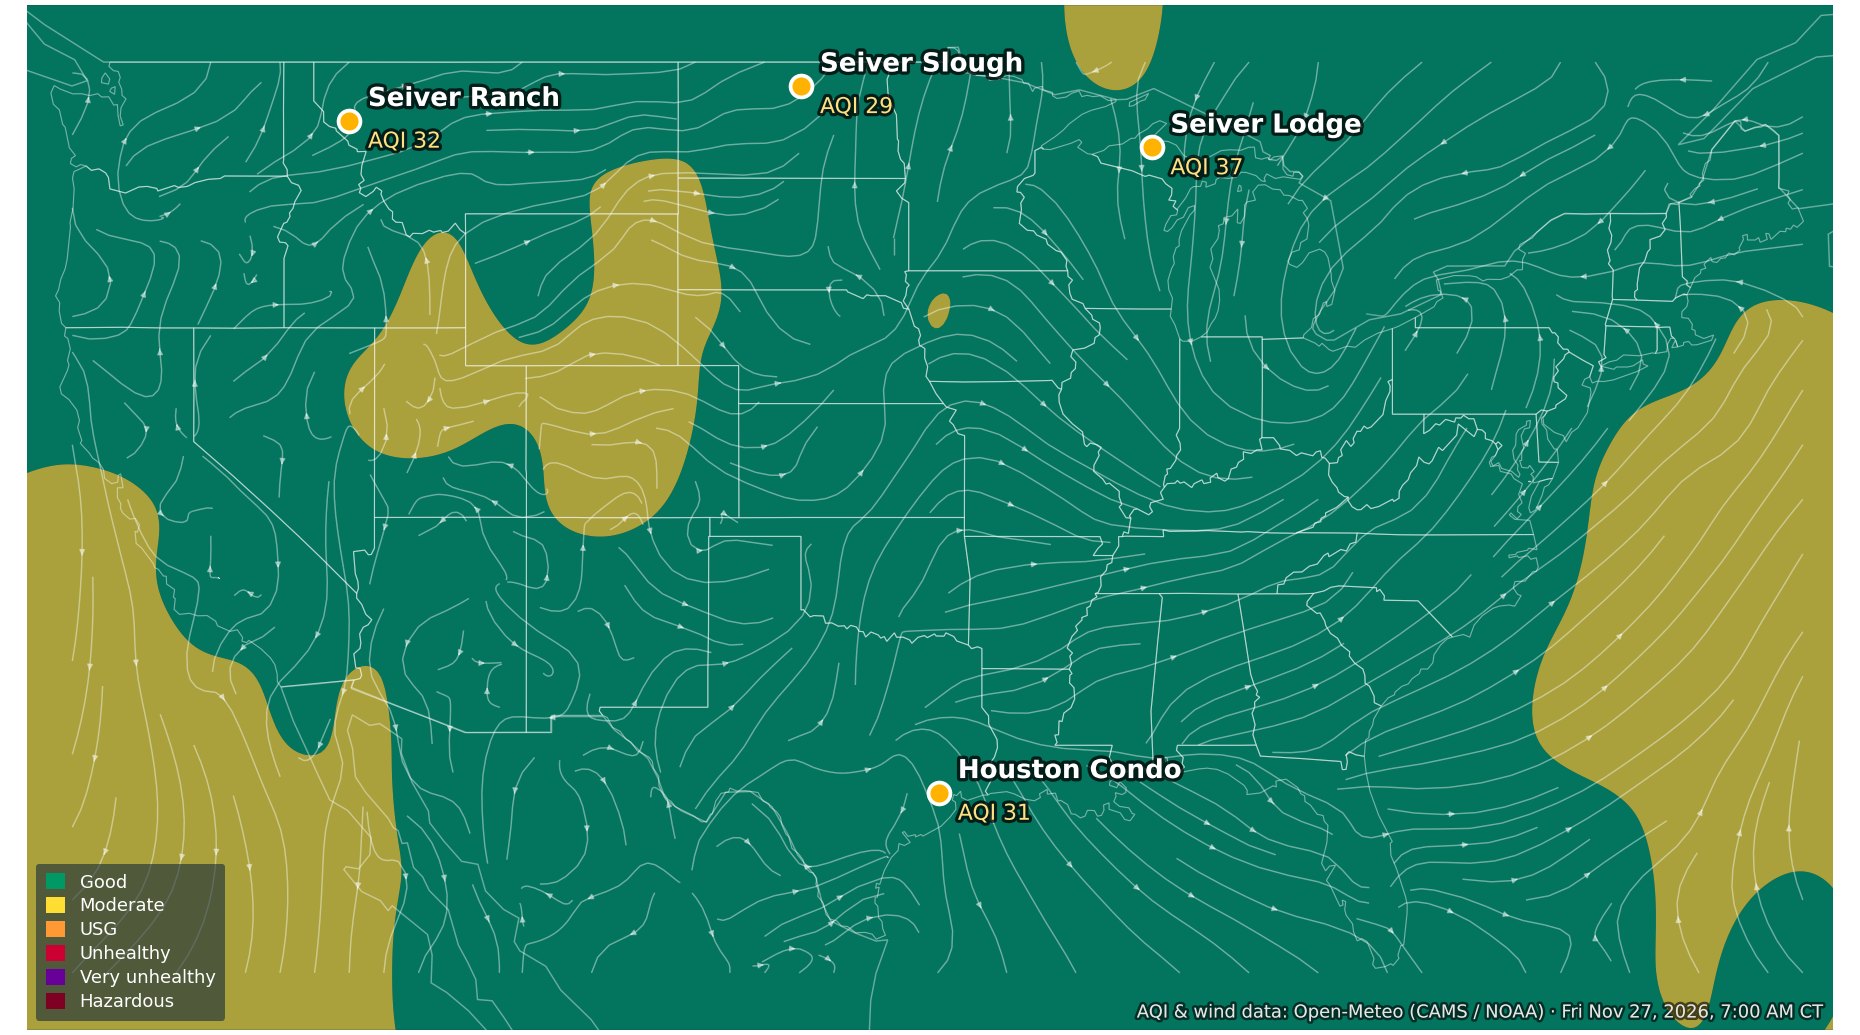 Seiver Slough
AQI 29
Seiver Ranch
AQI 32
Seiver Lodge
AQI 37
Houston Condo
AQI 31
Good
Moderate
USG
Unhealthy
Very unhealthy
Hazardous
AQI & wind data: Open-Meteo (CAMS / NOAA) · Fri Nov 27, 2026, 7:00 AM CT